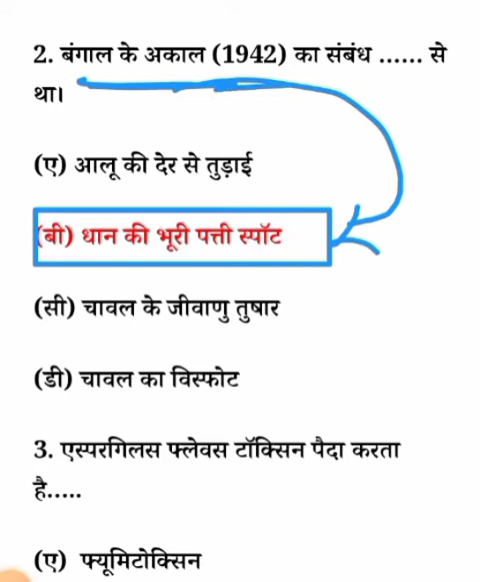 2. बंगाल के अकाल (1942) का संबंध ...... से
था।
(ए) आलू की देर से तुड़ाई
(बी) धान की भूरी पत्ती स्पॉट
(सी) चावल के जीवाणु तुषार
(डी) चावल का विस्फोट
3. एस्परगिलस फ्लेवस टॉक्सिन पैदा करता
है.....
(ए) फ्यूमिटोक्सिन